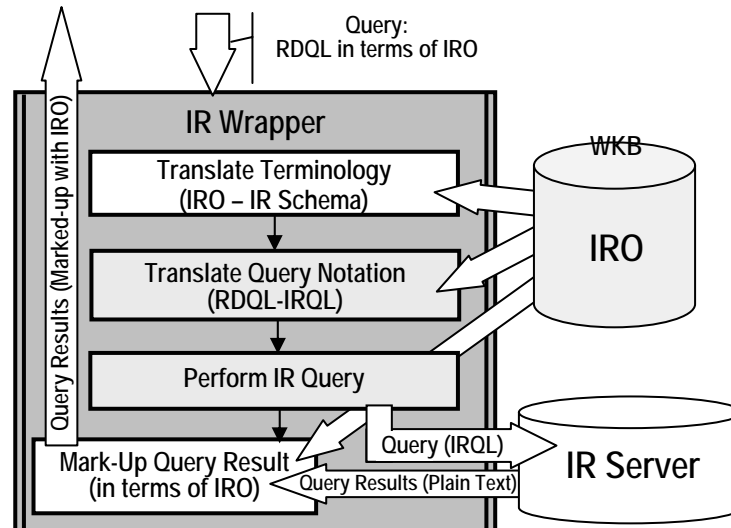 Query:
RDQL in terms of IRO
IR Wrapper
WKB
Translate Terminology
(IRO – IR Schema)
IRO
Translate Query Notation
(RDQL-IRQL)
Perform IR Query
Query (IRQL)
IR Server
Mark-Up Query Result
(in terms of IRO)
Query Results (Plain Text)
Query Results (Marked-up with IRO)